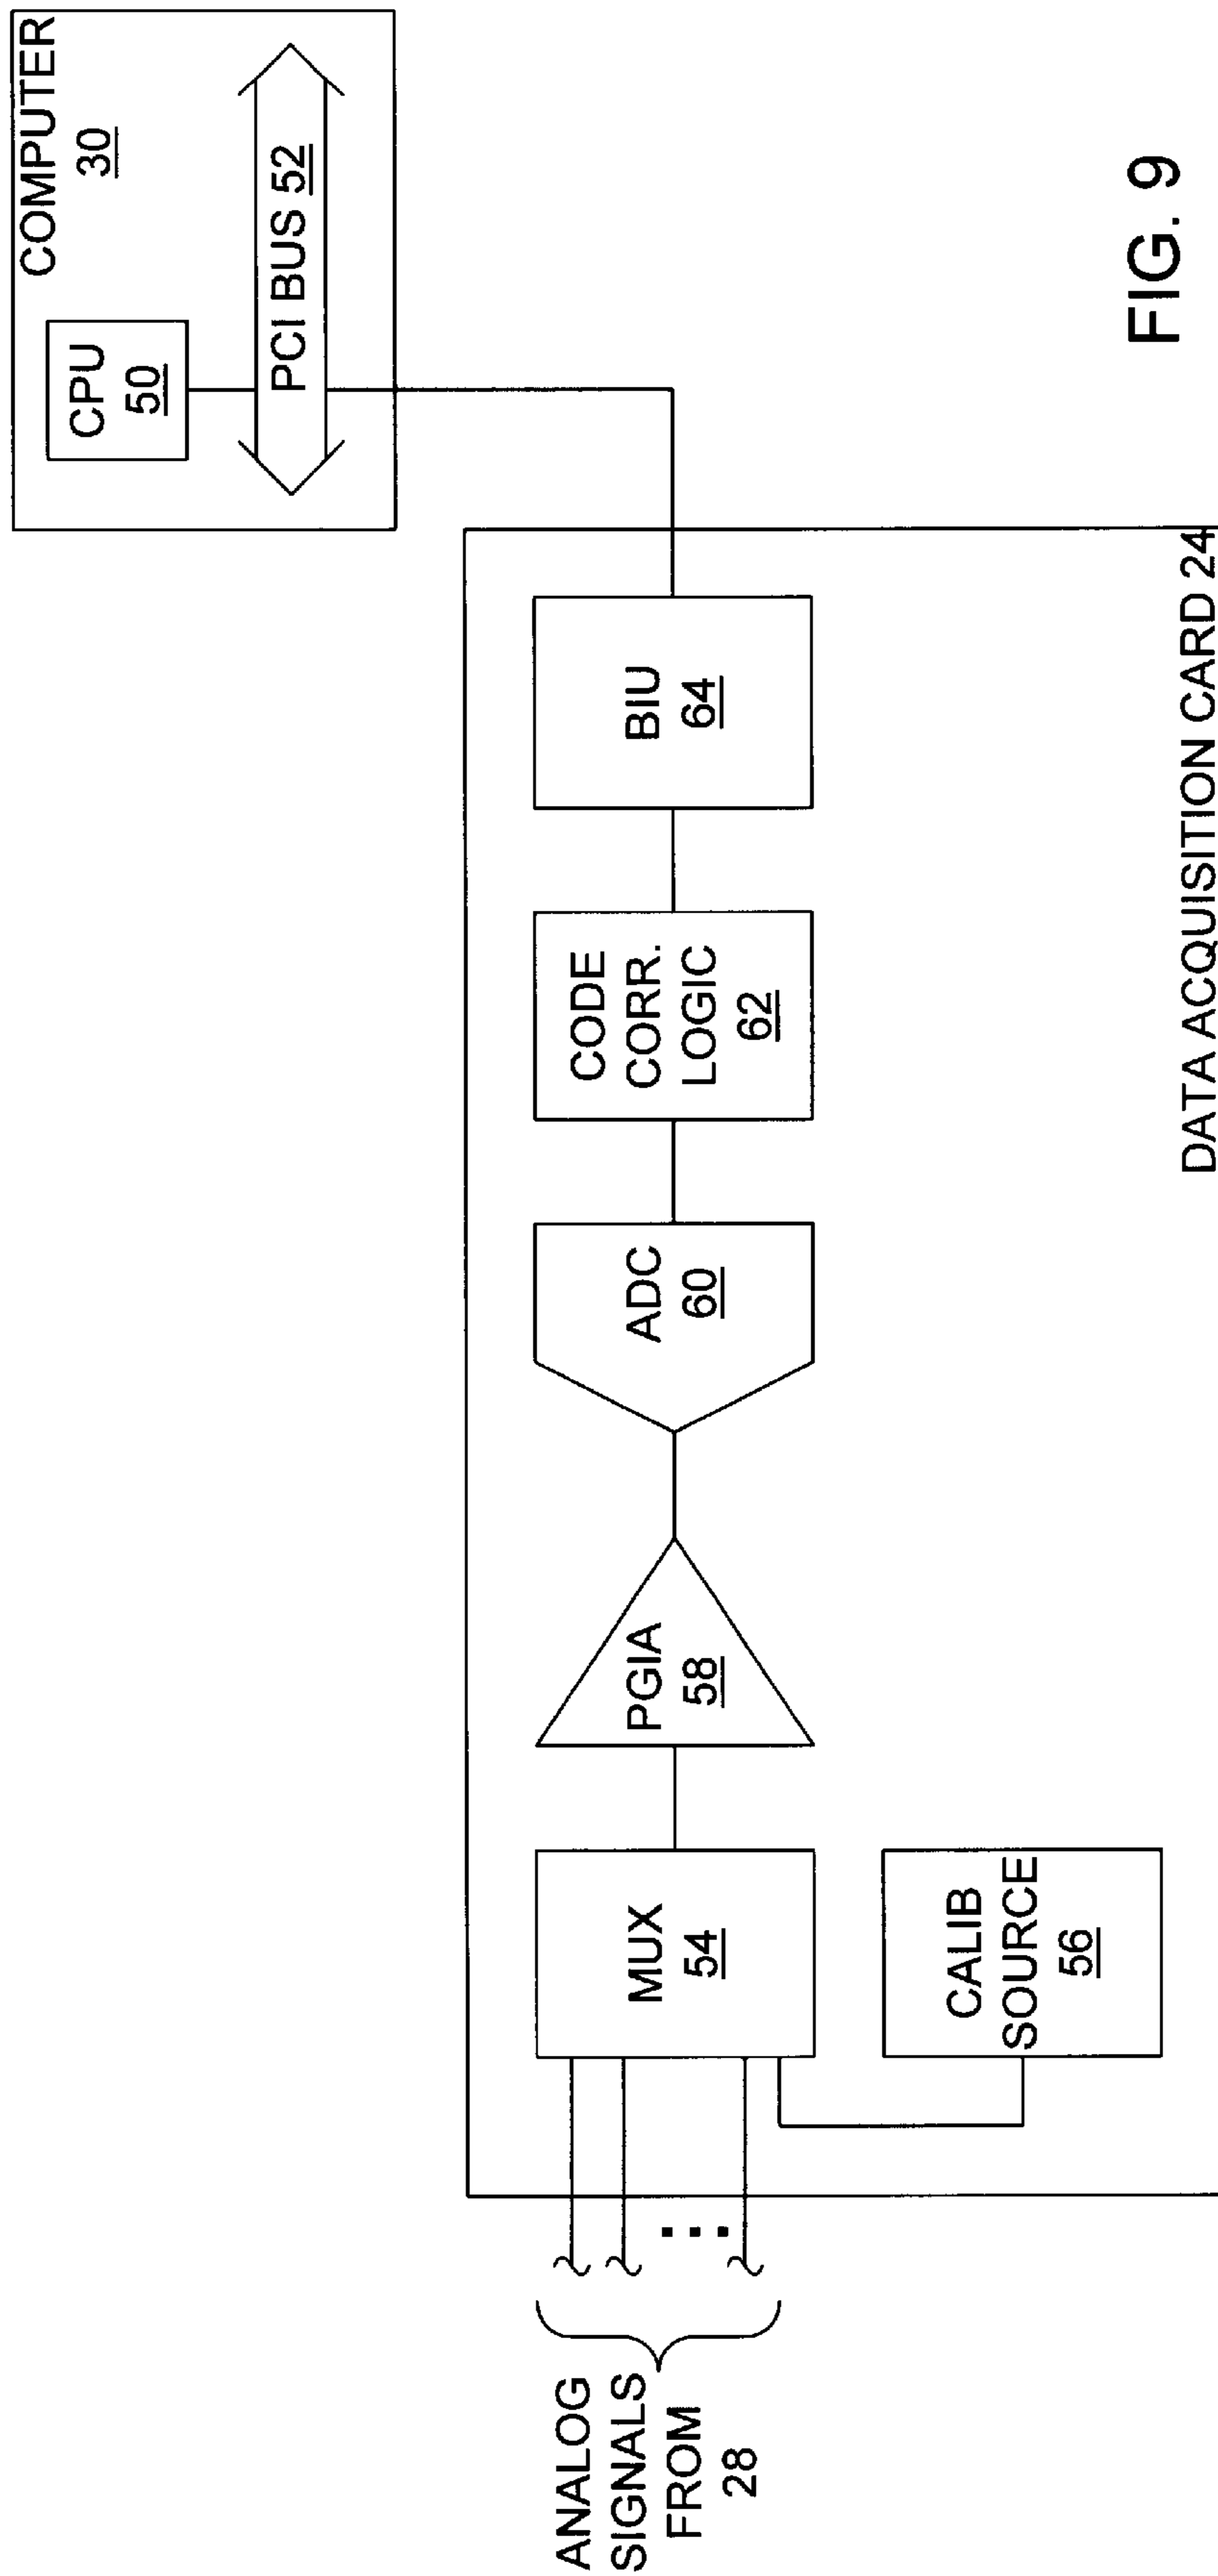 COMPUTER
30
CPU
50
PCI BUS 52
ANALOG
SIGNALS
FROM
28
MUX
54
CALIB
SOURCE
56
PGIA
58
ADC
60
CODE
CORR.
LOGIC
62
BIU
64
DATA ACQUISITION CARD 24
FIG. 9